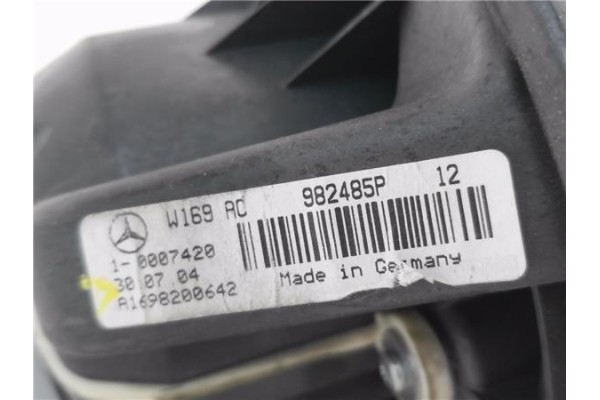 W169 AC 982485P 12
1-0007420
30 07 04
A1698200642
Made in Germany